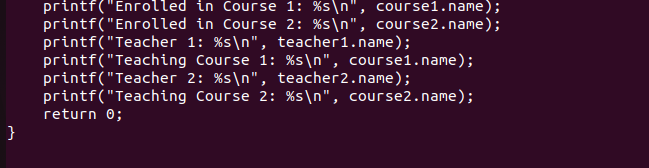 printf("Enrolled in Course 1: %s\n", course1.name);
printf("Enrolled in Course 2: %s\n", course2.name);
printf("Teacher 1: %s\n", teacher1.name);
printf("Teaching Course 1: %s\n", course1.name);
printf("Teacher 2: %s\n", teacher2.name);
printf("Teaching Course 2: %s\n", course2.name);
return 0;
}